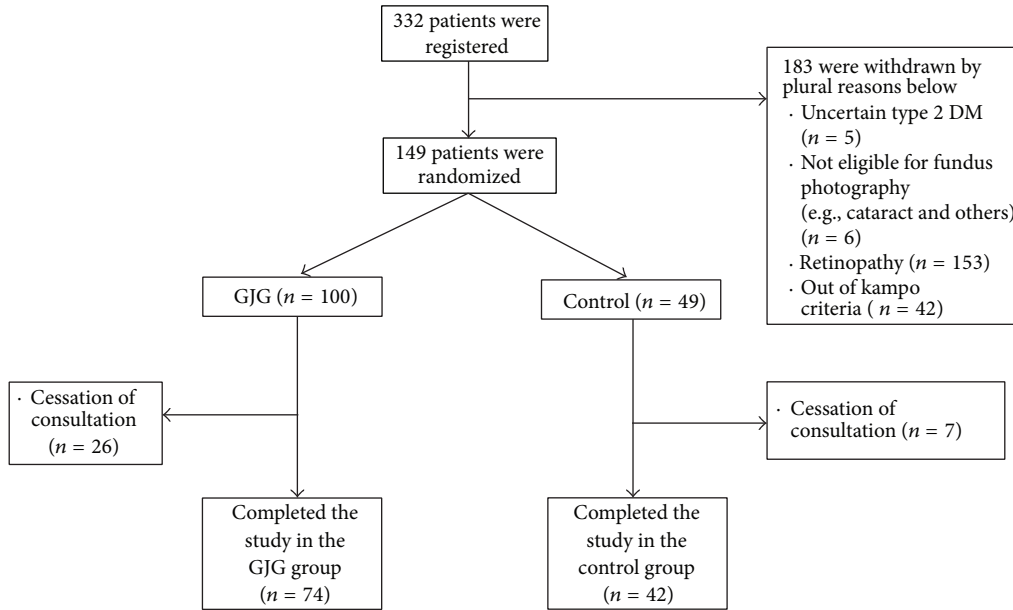 332 patients were
registered
183 were withdrawn by
plural reasons below
· Uncertain type 2 DM
(n = 5)
· Not eligible for fundus
photography
(e.g., cataract and others)
(n = 6)
· Retinopathy (n = 153)
· Out of kampo
criteria ( n = 42)
149 patients were
randomized
GJG (n = 100)
Control (n = 49)
· Cessation of
consultation
(n = 26)
· Cessation of
consultation (n = 7)
Completed the
study in the
GJG group
(n = 74)
Completed the
study in the
control group
(n = 42)